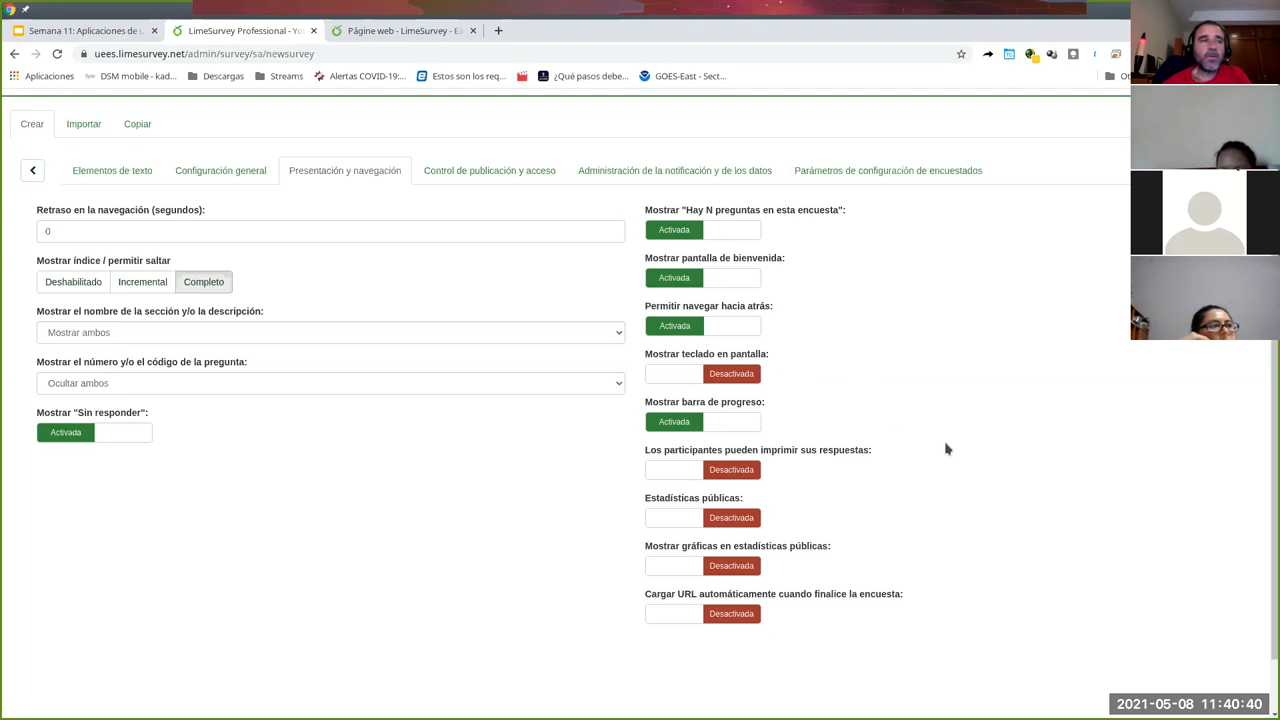 Semana 11: Aplicaciones de u
LimeSurvey Professional - Yo
Págine web - LimeSurvey - Ea
uees.limesurvey.net/admin/survey/sa/newsurvey
Aplicaciones
DSM mobile - kad...
Descargas
Streams
Alertas COVID-19:...
Estos son los req...
¿Qué pasos debe...
GOES-East - Sect...
Crear
Importar
Copiar
Elementos de texto
Configuración general
Presentación y navegación
Control de publicación y acceso
Administración de la notificación y de los datos
Parámetros de configuración de encuestados
Retraso en la navegación (segundos):
0
Mostrar índice / permitir saltar
Deshabilitado Incremental Completo
Mostrar el nombre de la sección y/o la descripción:
Mostrar ambos
Mostrar el número y/o el código de la pregunta:
Ocultar ambos
Mostrar "Sin responder":
Activada
Mostrar "Hay N preguntas en esta encuesta":
Activada
Mostrar pantalla de bienvenida:
Activada
Permitir navegar hacia atrás:
Activada
Mostrar teclado en pantalla:
Desactivada
Mostrar barra de progreso:
Activada
Los participantes pueden imprimir sus respuestas:
Desactivada
Estadísticas públicas:
Desactivada
Mostrar gráficas en estadísticas públicas:
Desactivada
Cargar URL automáticamente cuando finalice la encuesta:
Desactivada
2021-05-08 11:40:40